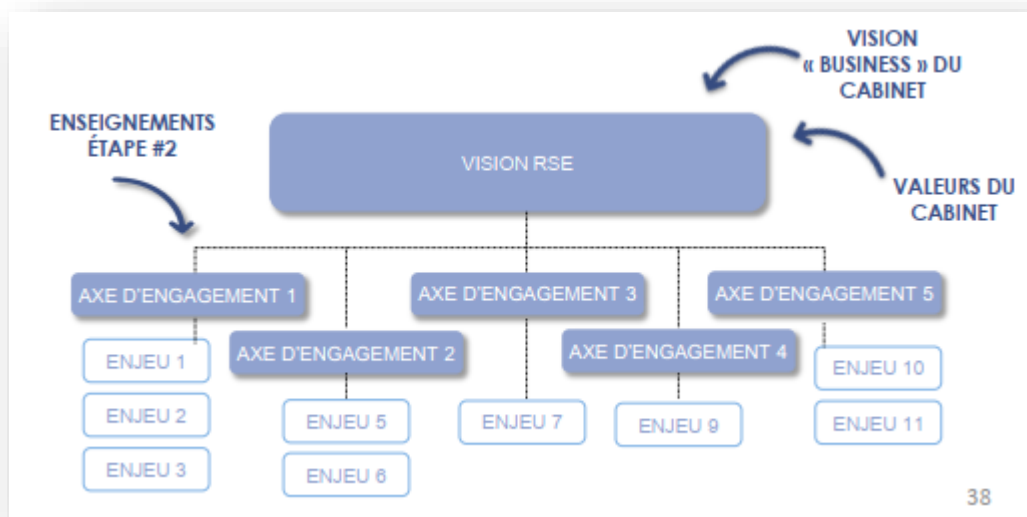 VISION
« BUSINESS » DU
CABINET
ENSEIGNEMENTS
ÉTAPE #2
VISION RSE
VALEURS DU
CABINET
AXE D'ENGAGEMENT 1
AXE D'ENGAGEMENT 3
AXE D'ENGAGEMENT 5
AXE D'ENGAGEMENT 2
AXE D'ENGAGEMENT 4
ENJEU 1
ENJEU 2
ENJEU 3
ENJEU 5
ENJEU 6
ENJEU 7
ENJEU 9
ENJEU 10
ENJEU 11
38